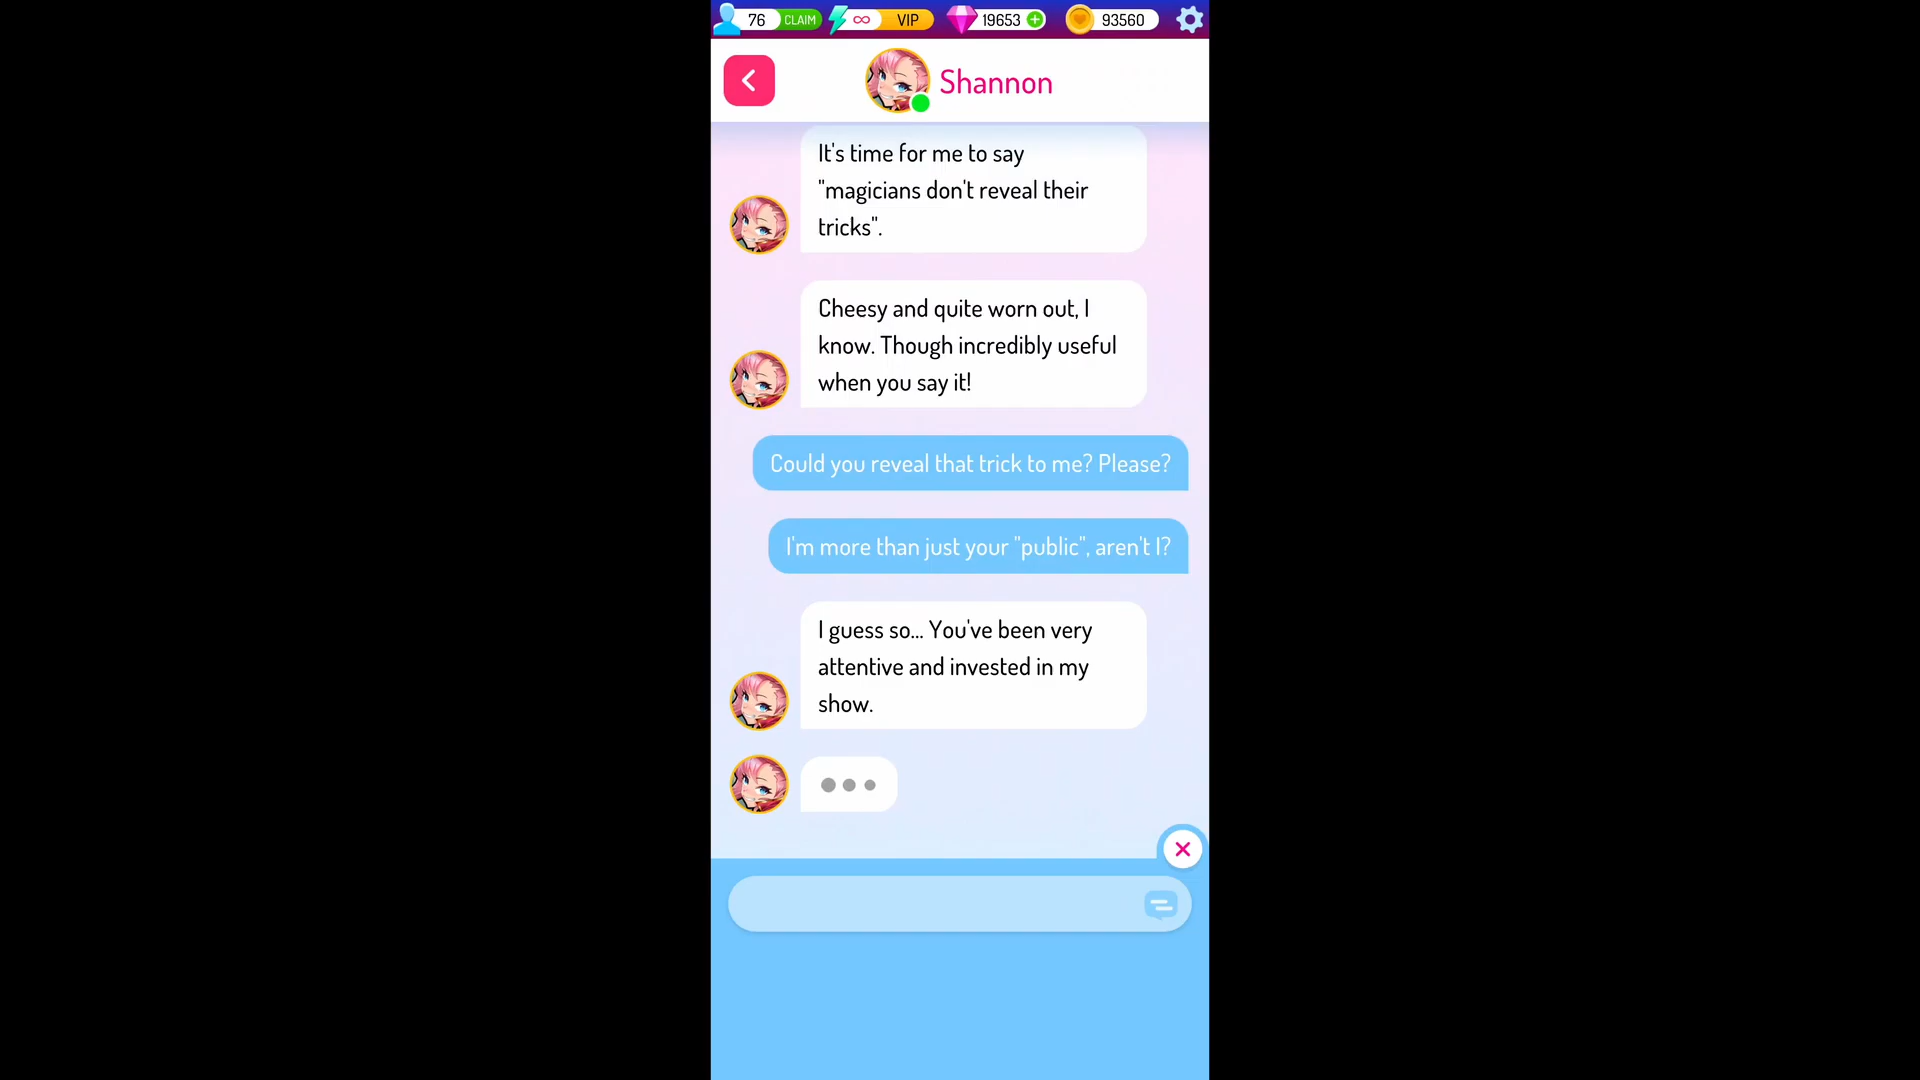 76 CLAIM ∞ VIP 19653 93560
Shannon
It's time for me to say
"magicians don't reveal their
tricks".
Cheesy and quite worn out, I
know. Though incredibly useful
when you say it!
Could you reveal that trick to me? Please?
I'm more than just your "public", aren't I?
I guess so... You've been very
attentive and invested in my
show.